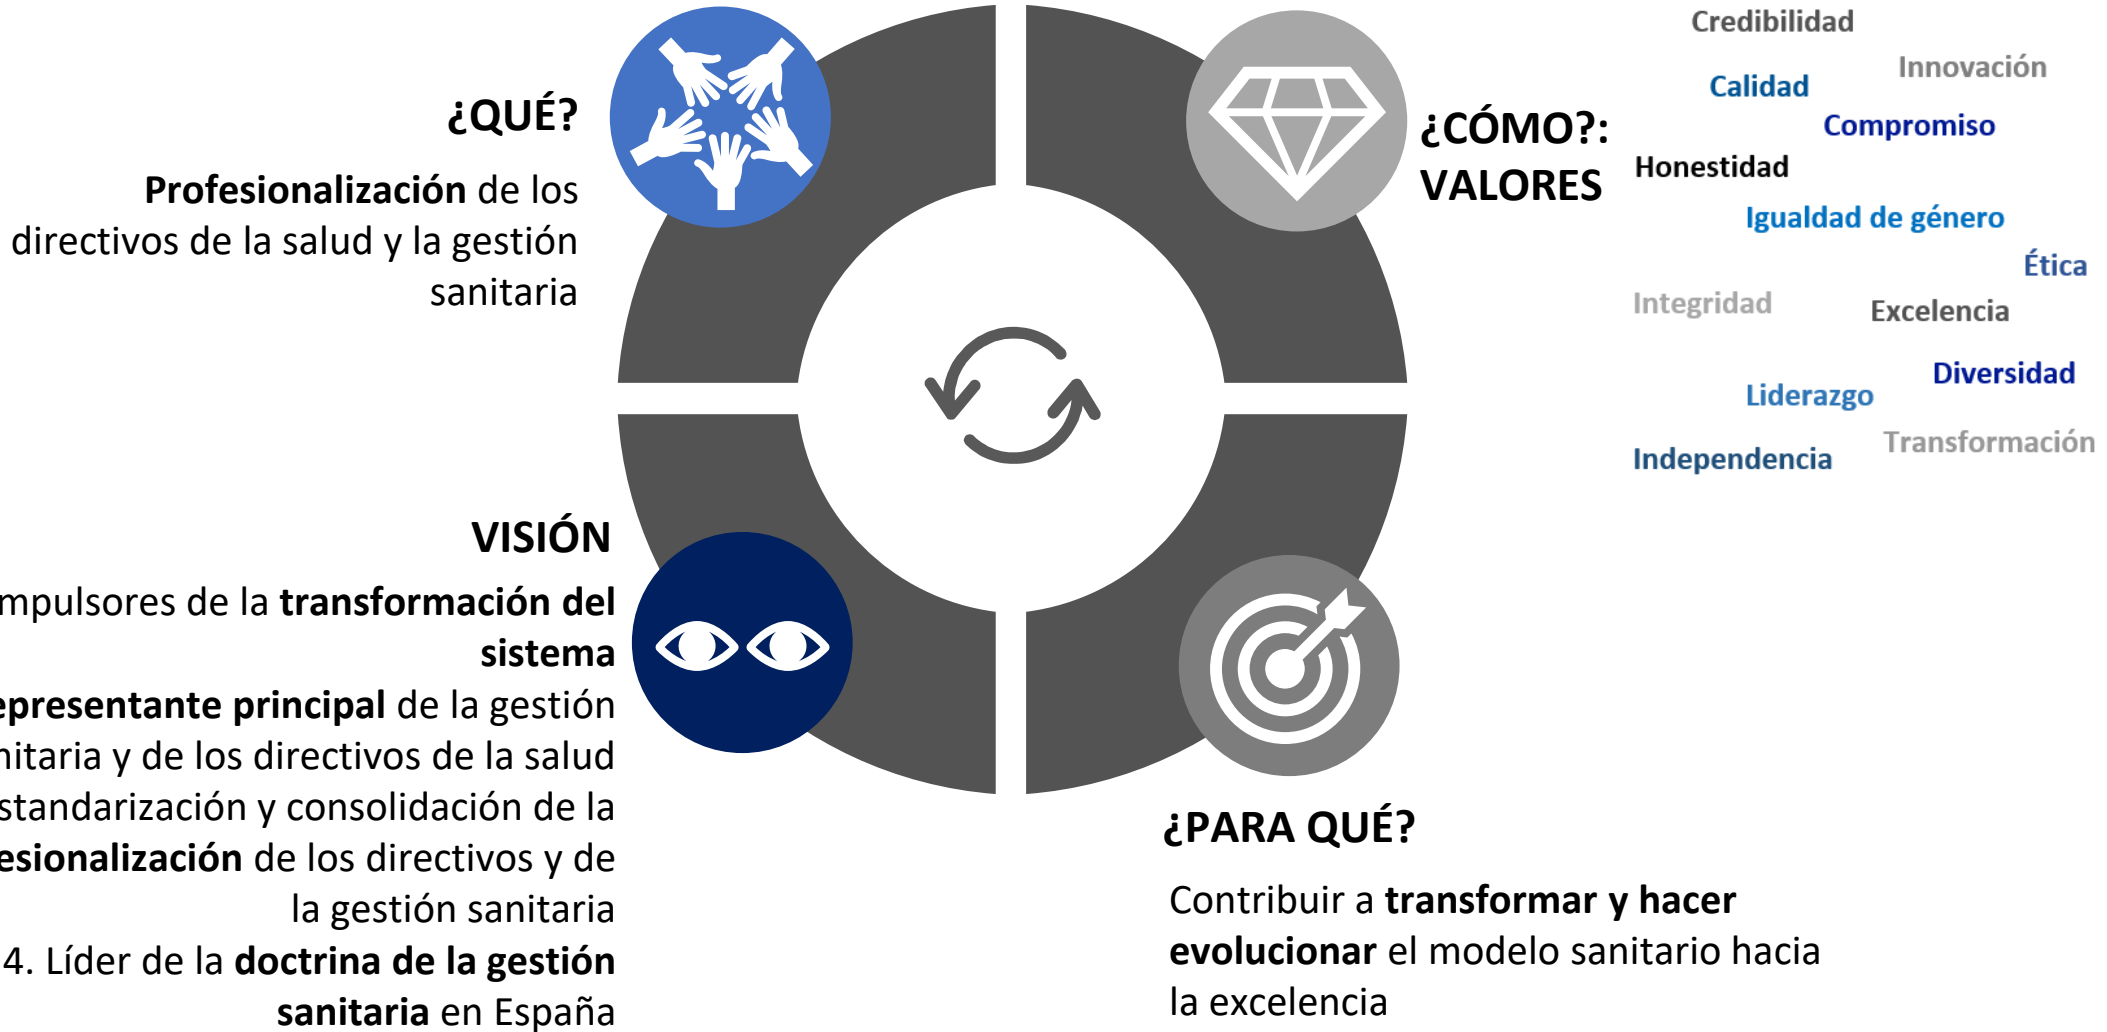 ¿QUÉ?
Profesionalización de los
directivos de la salud y la gestión
sanitaria
¿CÓMO?:
VALORES
Credibilidad
Innovación
Calidad
Compromiso
Honestidad
Igualdad de género
Ética
Integridad
Excelencia
Diversidad
Liderazgo
Transformación
Independencia
VISIÓN
mpulsores de la transformación del
sistema
epresentante principal de la gestión
nitaria y de los directivos de la salud
standarización y consolidación de la
esionalización de los directivos y de
la gestión sanitaria
4. Líder de la doctrina de la gestión
sanitaria en España
¿PARA QUÉ?
Contribuir a transformar y hacer
evolucionar el modelo sanitario hacia
la excelencia